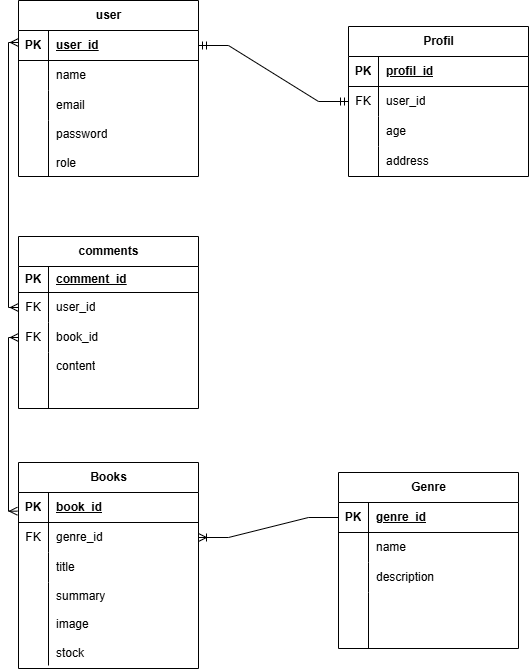 user
PK user_id
name
email
password
role
Profil
PK profil_id
FK user_id
age
address
comments
PK comment_id
FK user_id
FK book_id
content
Books
PK book_id
FK genre_id
title
summary
image
stock
Genre
PK genre_id
name
description